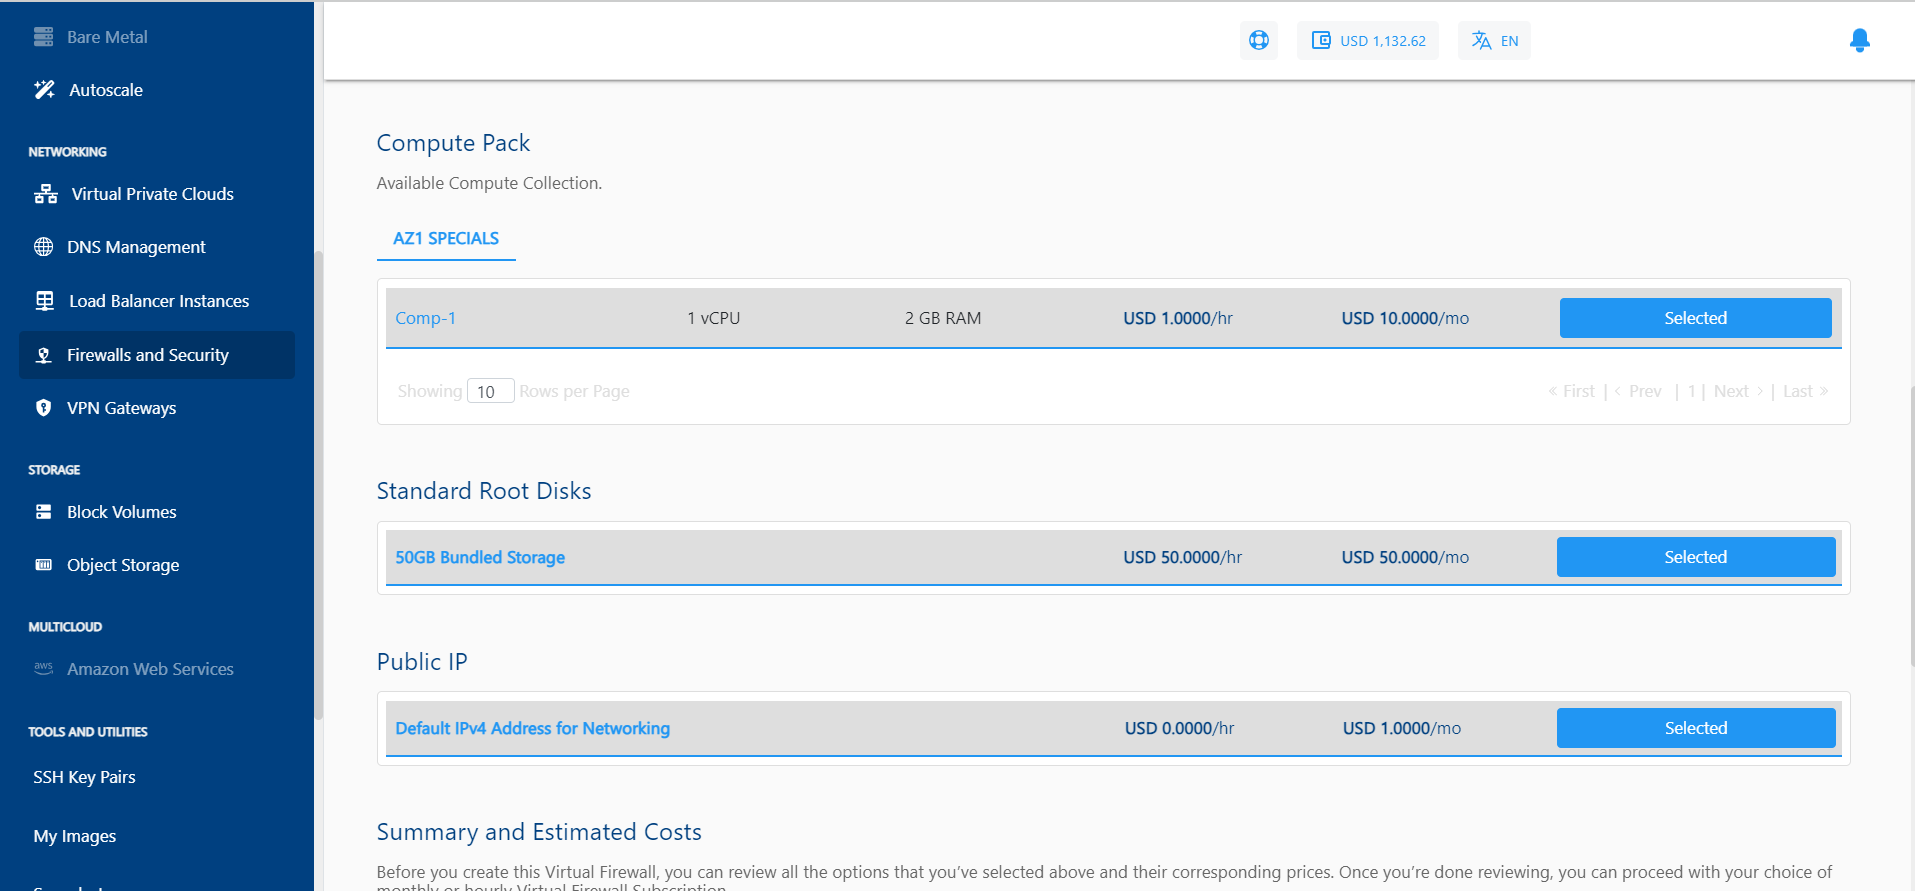 Bare Metal
Autoscale
NETWORKING
Virtual Private Clouds
DNS Management
Load Balancer Instances
Firewalls and Security
VPN Gateways
STORAGE
Block Volumes
Object Storage
MULTICLOUD
aws Amazon Web Services
TOOLS AND UTILITIES
SSH Key Pairs
My Images
USD 1,132.62
EN
Compute Pack
Available Compute Collection.
AZ1 SPECIALS
Comp-1 1 vCPU 2 GB RAM USD 1.0000/hr USD 10.0000/mo Selected
Showing 10 Rows per Page « First | ‹ Prev | 1 | Next › | Last »
Standard Root Disks
50GB Bundled Storage USD 50.0000/hr USD 50.0000/mo Selected
Public IP
Default IPv4 Address for Networking USD 0.0000/hr USD 1.0000/mo Selected
Summary and Estimated Costs
Before you create this Virtual Firewall, you can review all the options that you've selected above and their corresponding prices. Once you're done reviewing, you can proceed with your choice of
monthly or hourly Virtual Firewall Subscription